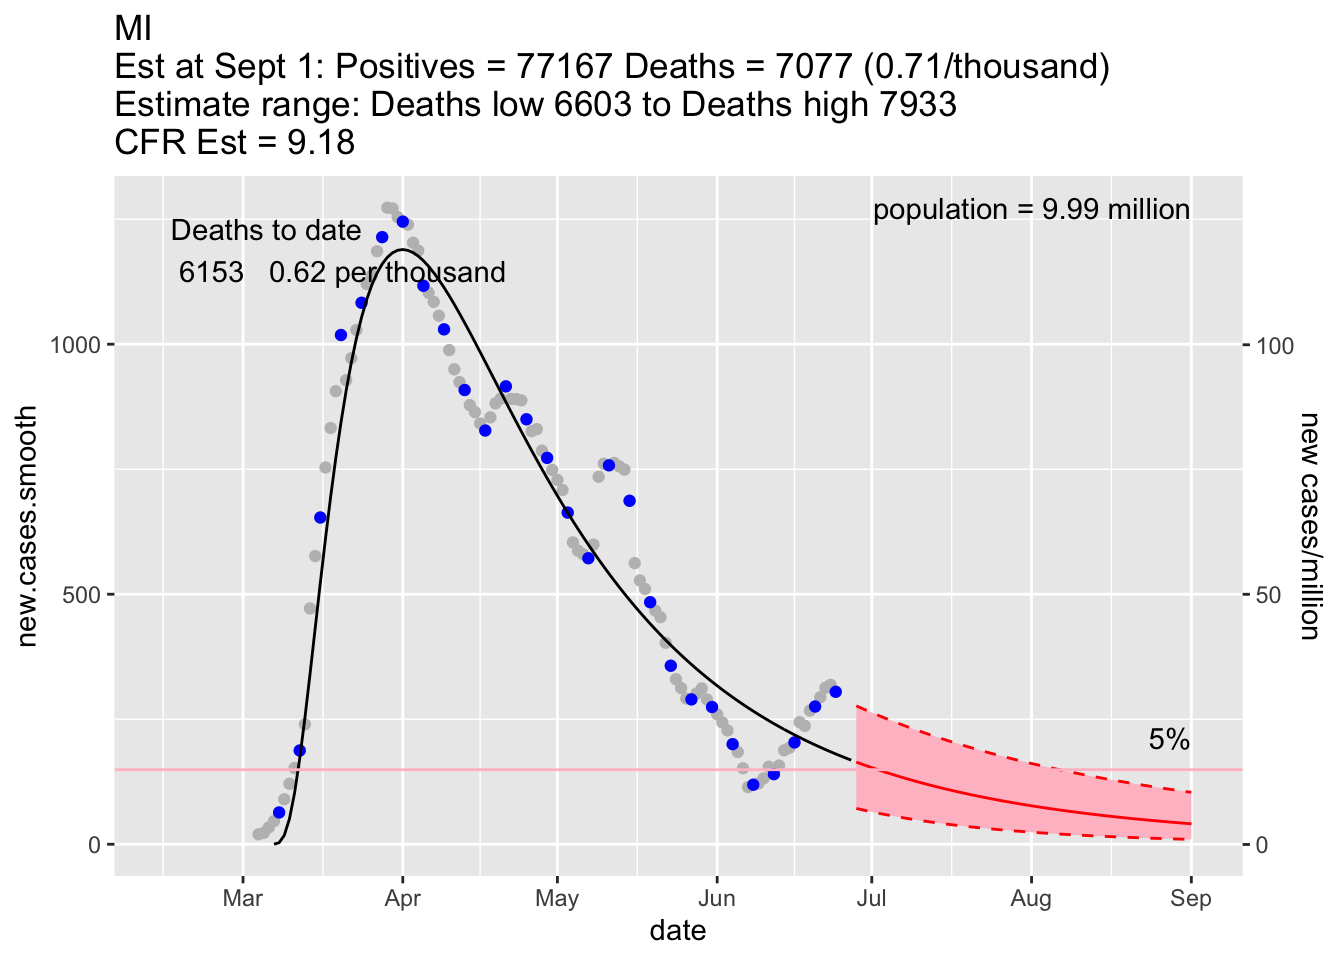 MI
Est at Sept 1: Positives = 77167 Deaths = 7077 (0.71/thousand)
Estimate range: Deaths low 6603 to Deaths high 7933
CFR Est = 9.18
population = 9.99 million
Deaths to date
6153 0.62 per thousand
1000
500
0
new.cases.smooth
100
50
0
new cases/million
5%
Mar Apr May Jun Jul Aug Sep
date